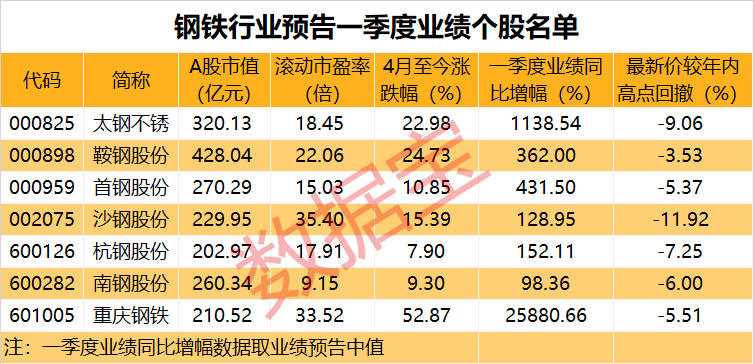 钢铁行业预告一季度业绩个股名单
代码 简称 A股市值（亿元） 滚动市盈率（倍） 4月至今涨跌幅（%） 一季度业绩同比增幅（%） 最新价较年内高点回撤（%）
000825 太钢不锈 320.13 18.45 22.98 1138.54 -9.06
000898 鞍钢股份 428.04 22.06 24.73 362.00 -3.53
000959 首钢股份 270.29 15.03 10.85 431.50 -5.37
002075 沙钢股份 229.95 35.40 15.39 128.95 -11.92
600126 杭钢股份 202.97 17.91 7.90 152.11 -7.25
600282 南钢股份 260.34 9.15 9.30 98.36 -6.00
601005 重庆钢铁 210.52 33.52 52.87 25880.66 -5.51
注：一季度业绩同比增幅数据取业绩预告中值
数据宝